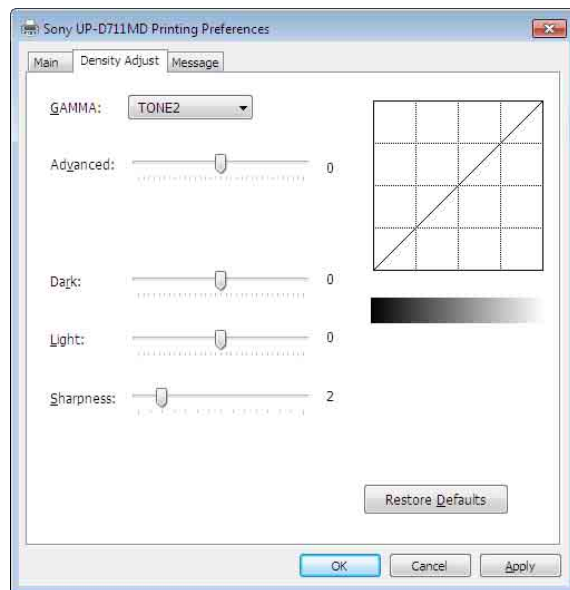 Sony UP-D711MD Printing Preferences
Main Density Adjust Message
GAMMA: TONE2
Advanced: 0
Dark: 0
Light: 0
Sharpness: 2
Restore Defaults
OK Cancel Apply